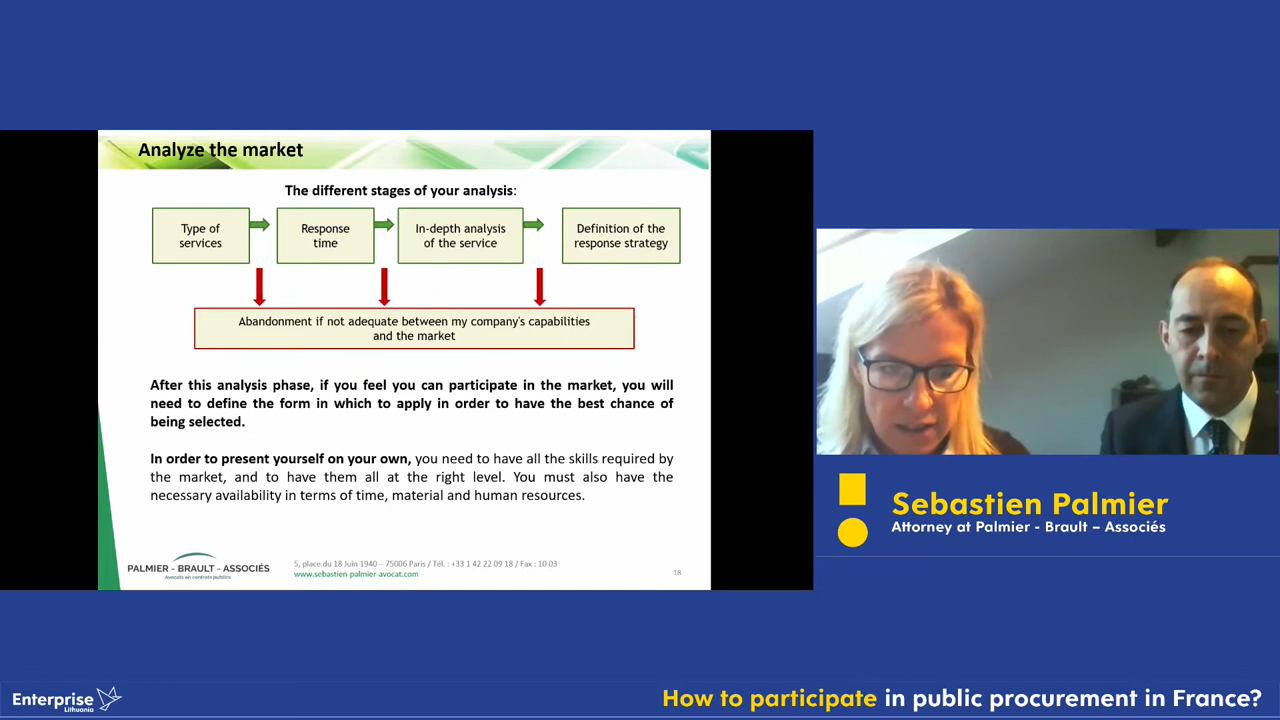 Analyze the market
The different stages of your analysis:
Type of
services
Response
time
In-depth analysis
of the service
Definition of the
response strategy
Abandonment if not adequate between my company's capabilities
and the market
After this analysis phase, if you feel you can participate in the market, you will
need to define the form in which to apply in order to have the best chance of
being selected.
In order to present yourself on your own, you need to have all the skills required by
the market, and to have them all at the right level. You must also have the
necessary availability in terms of time, material and human resources.
PALMIER - BRAULT - ASSOCIÉS
Avocats en contrats publics
5, place du 18 Juin 1940 – 75006 Paris / Tél. : +33 1 42 22 09 18 / Fax : 10 03
www.sebastien-palmier-avocat.com
18
Sebastien Palmier
Attorney at Palmier - Brault – Associés
Enterprise
Lithuania
How to participate in public procurement in France?